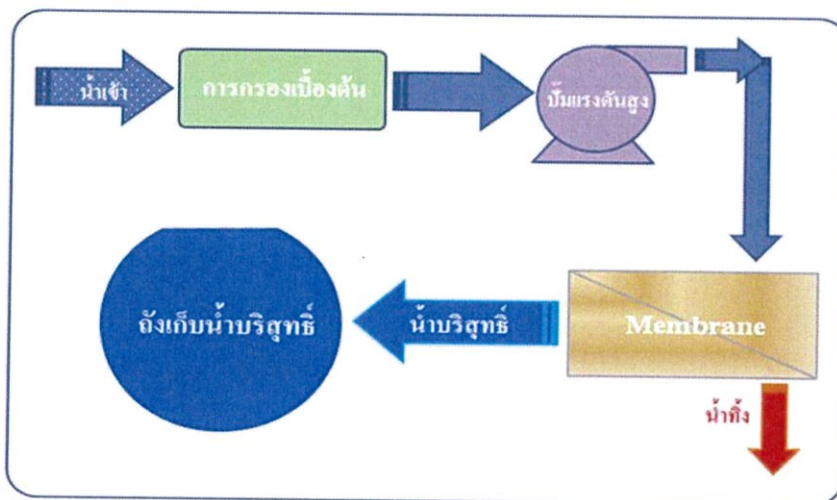 น้ำเข้า
การกรองเบื้องต้น
ปั๊มแรงดันสูง
ถังเก็บน้ำบริสุทธิ์
น้ำบริสุทธิ์
Membrane
น้ำทิ้ง